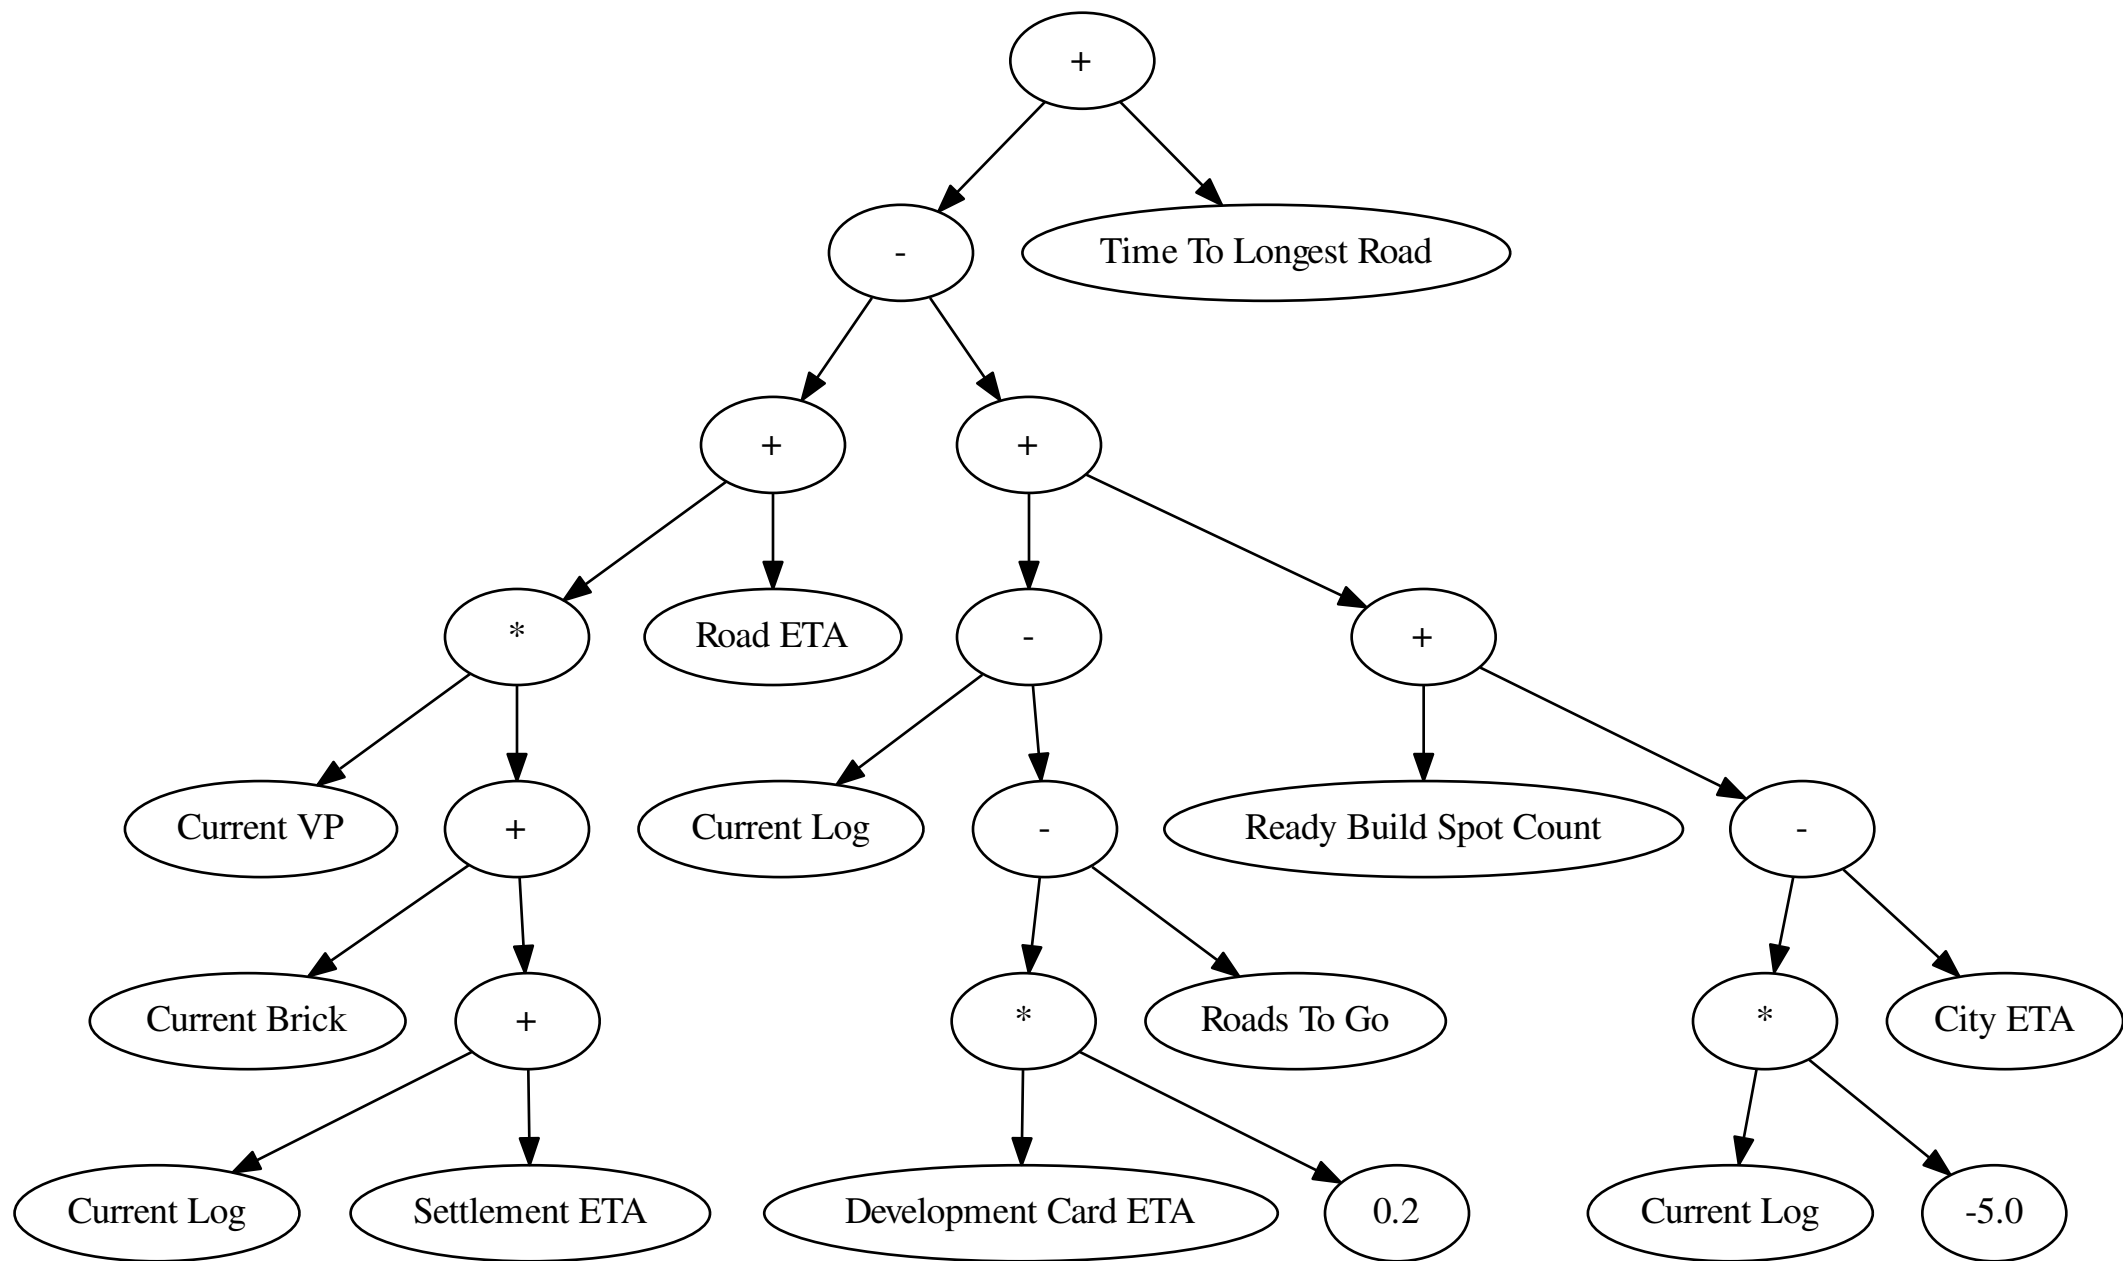 +
-
Time To Longest Road
+
+
*
Road ETA
-
+
Current VP
+
Current Log
-
Ready Build Spot Count
-
Current Brick
+
*
Roads To Go
*
City ETA
Current Log
Settlement ETA
Development Card ETA
0.2
Current Log
-5.0